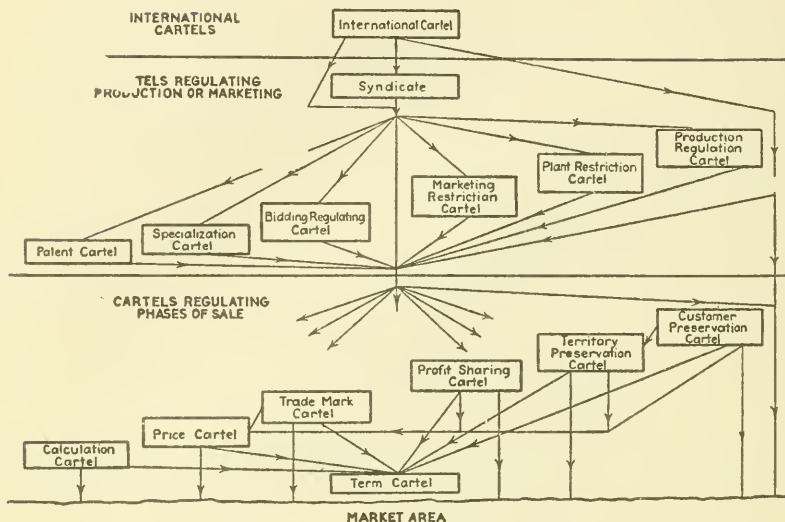 INTERNATIONAL
CARTELS
International Cartel
TELS REGULATING
PRODUCTION OR MARKETING
Syndicate
Production
Regulation
Cartel
Plant Restriction
Cartel
Marketing
Restriction
Cartel
Bidding Regulating
Cartel
Specialization
Cartel
Patent Cartel
CARTELS REGULATING
PHASES OF SALE
Customer
Preservation
Cartel
Territory
Preservation
Cartel
Profit Sharing
Cartel
Trade Mark
Cartel
Price Cartel
Calculation
Cartel
Term Cartel
MARKET AREA